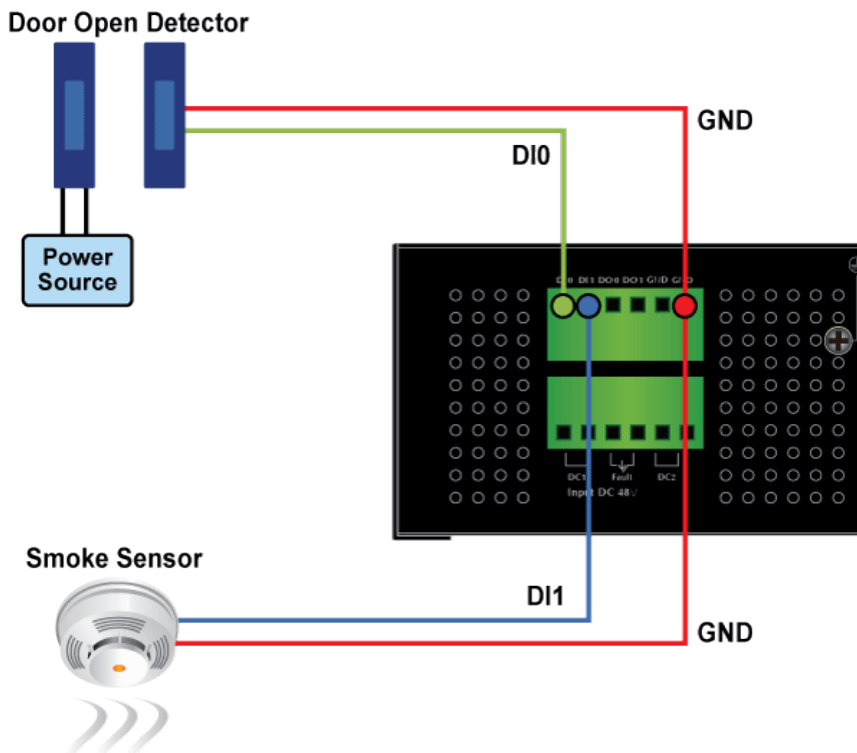 Door Open Detector
GND
DI0
Power
Source
DI0 DI1 DO0 DO1 GND GND
DC1 Fault DC2
Input DC 48V
Smoke Sensor
DI1
GND